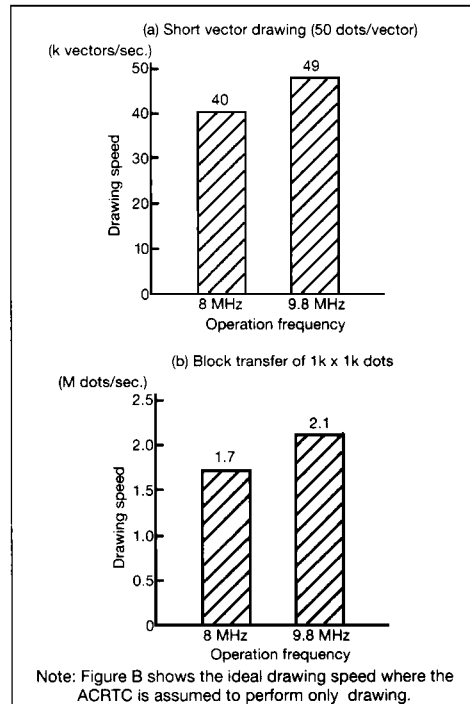 (a) Short vector drawing (50 dots/vector)
(k vectors/sec.)
50
40
30
20
10
0
Drawing speed
40
49
8 MHz
9.8 MHz
Operation frequency
(b) Block transfer of 1k x 1k dots
(M dots/sec.)
2.5
2.0
1.5
1.0
0.5
0
Drawing speed
1.7
2.1
8 MHz
9.8 MHz
Operation frequency
Note: Figure B shows the ideal drawing speed where the
ACRTC is assumed to perform only drawing.